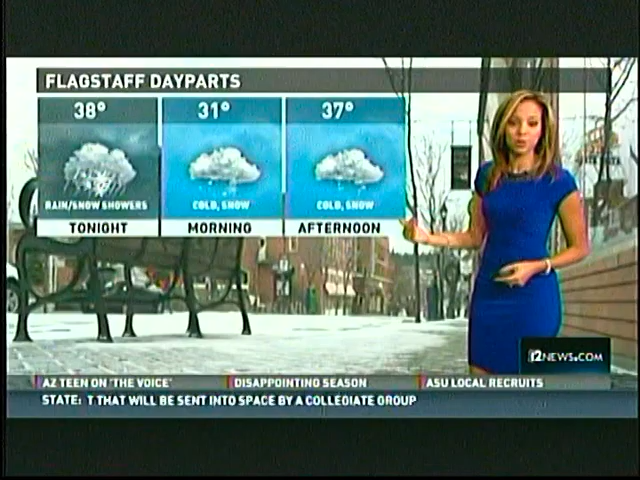 FLAGSTAFF DAYPARTS
38° 31° 37°
RAIN/SNOW SHOWERS COLD, SNOW COLD, SNOW
TONIGHT MORNING AFTERNOON
12NEWS.COM
AZ TEEN ON 'THE VOICE' DISAPPOINTING SEASON ASU LOCAL RECRUITS
STATE: T THAT WILL BE SENT INTO SPACE BY A COLLEGIATE GROUP